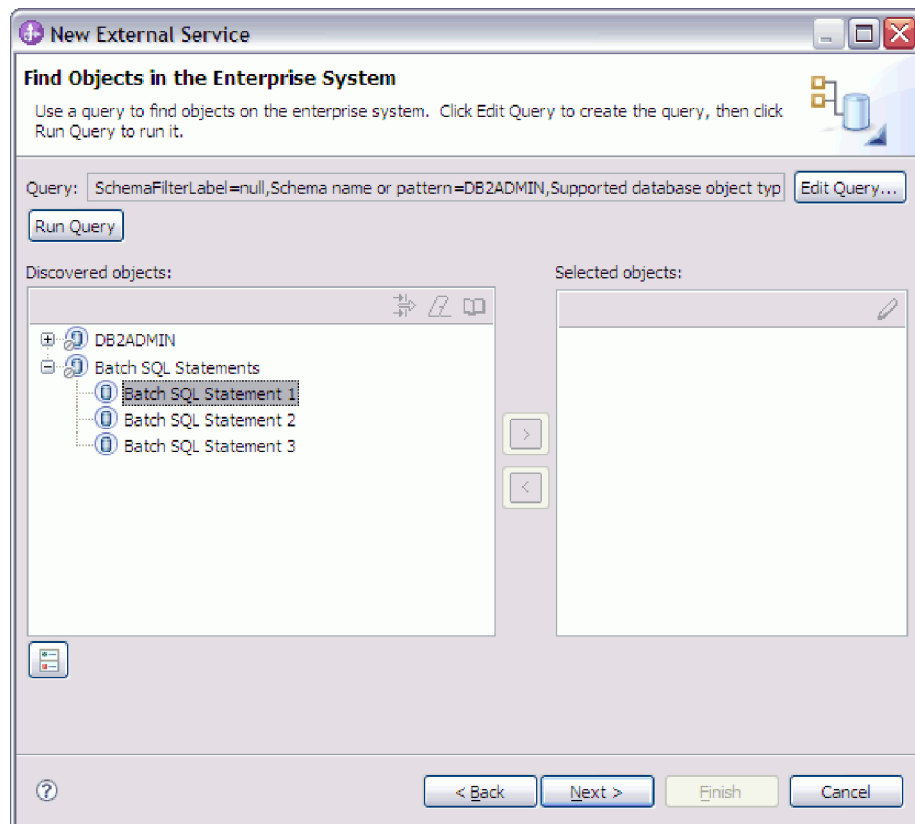 New External Service
Find Objects in the Enterprise System
Use a query to find objects on the enterprise system. Click Edit Query to create the query, then click
Run Query to run it.
Query: SchemaFilterLabel=null,Schema name or pattern=DB2ADMIN,Supported database object typ Edit Query...
Run Query
Discovered objects: Selected objects:
DB2ADMIN
Batch SQL Statements
Batch SQL Statement 1
Batch SQL Statement 2
Batch SQL Statement 3
>
<
? < Back Next > Finish Cancel